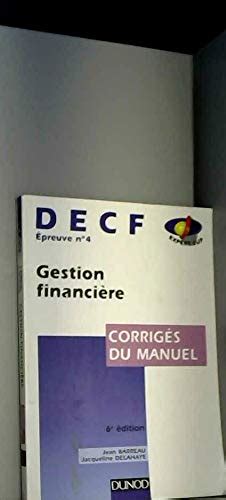 DECF
Épreuve n°4
EXPERT SUP
Gestion
financière
CORRIGÉS
DU MANUEL
6e édition
Jean BARREAU
Jacqueline DELAHAYE
DUNOD